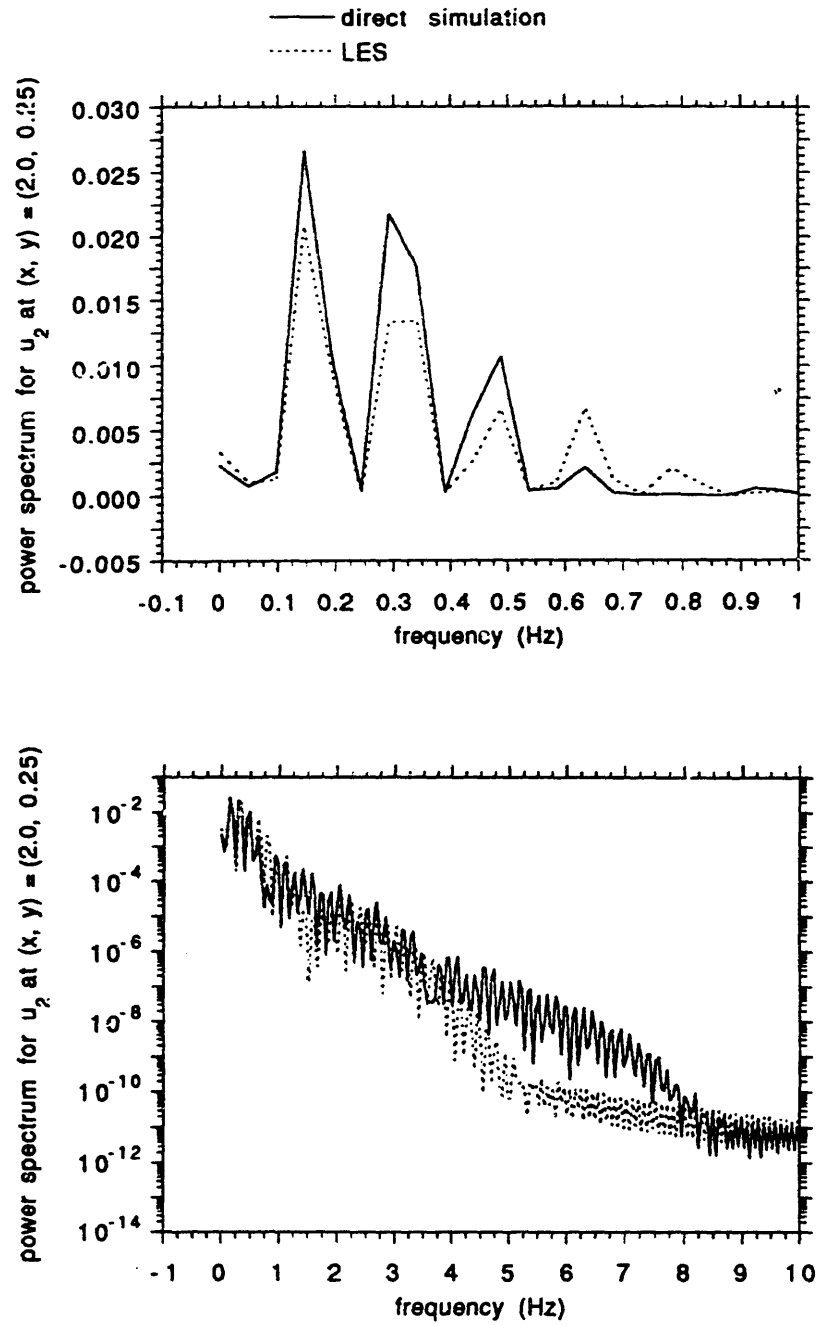 direct simulation
LES
power spectrum for u2 at (x, y) = (2.0, 0.25)
0.030
0.025
0.020
0.015
0.010
0.005
0.000
-0.005
-0.1 0 0.1 0.2 0.3 0.4 0.5 0.6 0.7 0.8 0.9 1
frequency (Hz)
power spectrum for u2 at (x, y) = (2.0, 0.25)
10-2
10-4
10-6
10-8
10-10
10-12
10-14
-1 0 1 2 3 4 5 6 7 8 9 10
frequency (Hz)